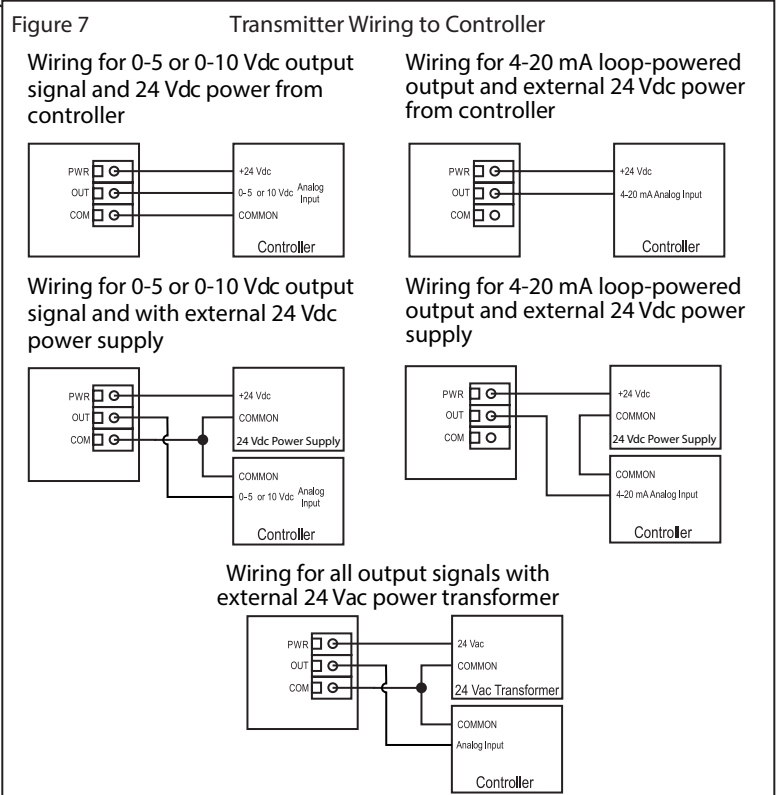 Figure 7 Transmitter Wiring to Controller
Wiring for 0-5 or 0-10 Vdc output
signal and 24 Vdc power from
controller
PWR
OUT
COM
+24 Vdc
0-5 or 10 Vdc Analog
Input
COMMON
Controller
Wiring for 4-20 mA loop-powered
output and external 24 Vdc power
from controller
PWR
OUT
COM
+24 Vdc
4-20 mA Analog Input
Controller
Wiring for 0-5 or 0-10 Vdc output
signal and with external 24 Vdc
power supply
PWR
OUT
COM
+24 Vdc
COMMON
24 Vdc Power Supply
COMMON
0-5 or 10 Vdc Analog
Input
Controller
Wiring for 4-20 mA loop-powered
output and external 24 Vdc power
supply
PWR
OUT
COM
+24 Vdc
COMMON
24 Vdc Power Supply
COMMON
4-20 mA Analog Input
Controller
Wiring for all output signals with
external 24 Vac power transformer
PWR
OUT
COM
24 Vac
COMMON
24 Vac Transformer
COMMON
Analog Input
Controller